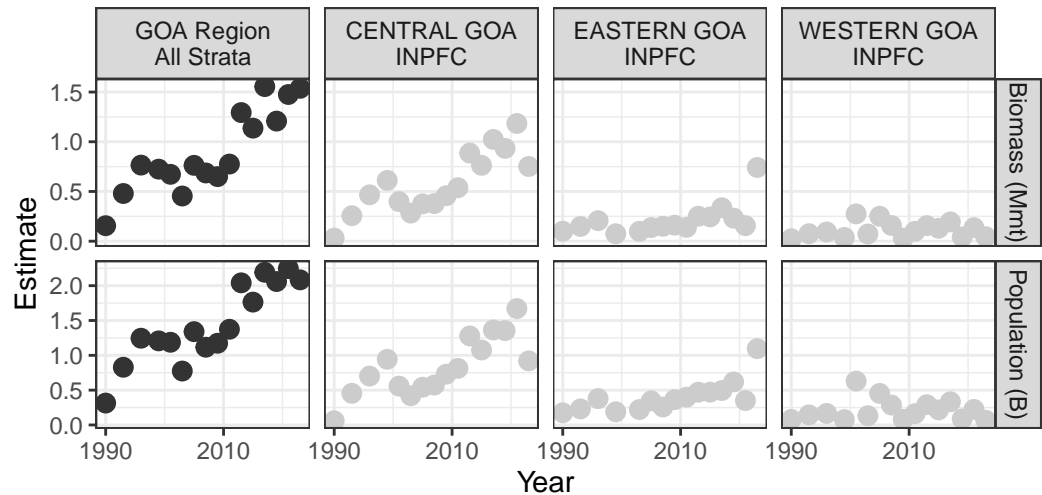 GOA Region
All Strata
CENTRAL GOA
INPFC
EASTERN GOA
INPFC
WESTERN GOA
INPFC
Estimate
1.5
1.0
0.5
0.0
Biomass (Mmt)
2.0
1.5
1.0
0.5
0.0
Population (B)
1990 2010 1990 2010 1990 2010 1990 2010
Year